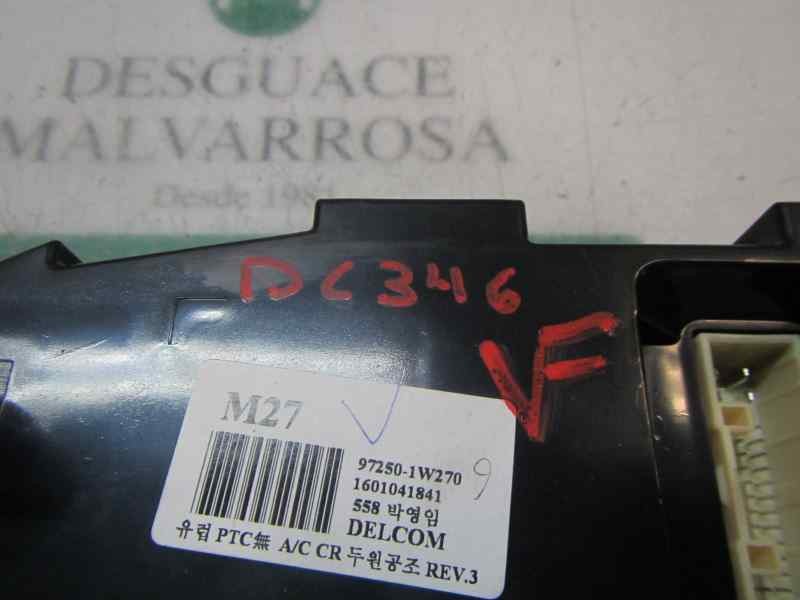 DESGUACE
MALVARROSA
Desde 1981
DC346
VF
M27
97250-1W270
9
1601041841
558 박영임
DELCOM
유럽 PTC無 A/C CR 두원공조 REV.3